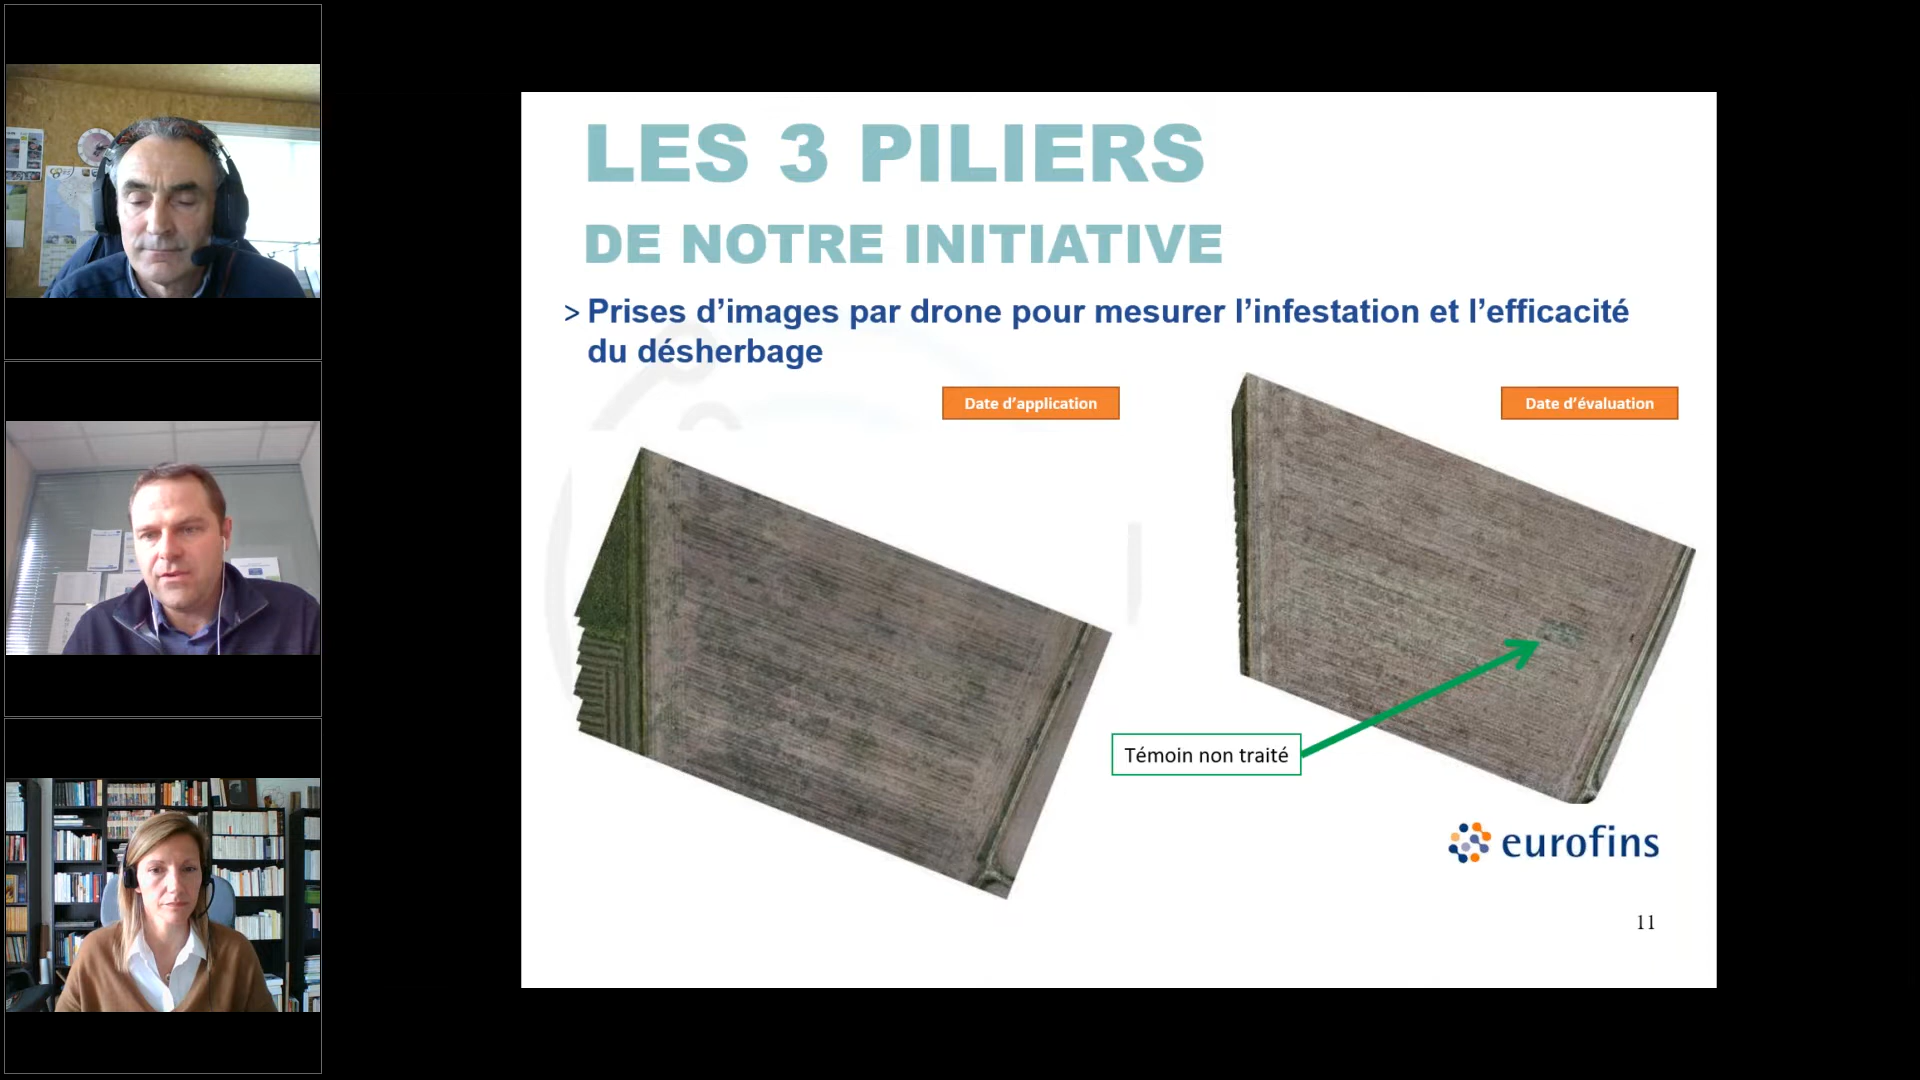 LES 3 PILIERS
DE NOTRE INITIATIVE
> Prises d’images par drone pour mesurer l’infestation et l’efficacité
du désherbage
Date d’application
Date d’évaluation
Témoin non traité
eurofins
11